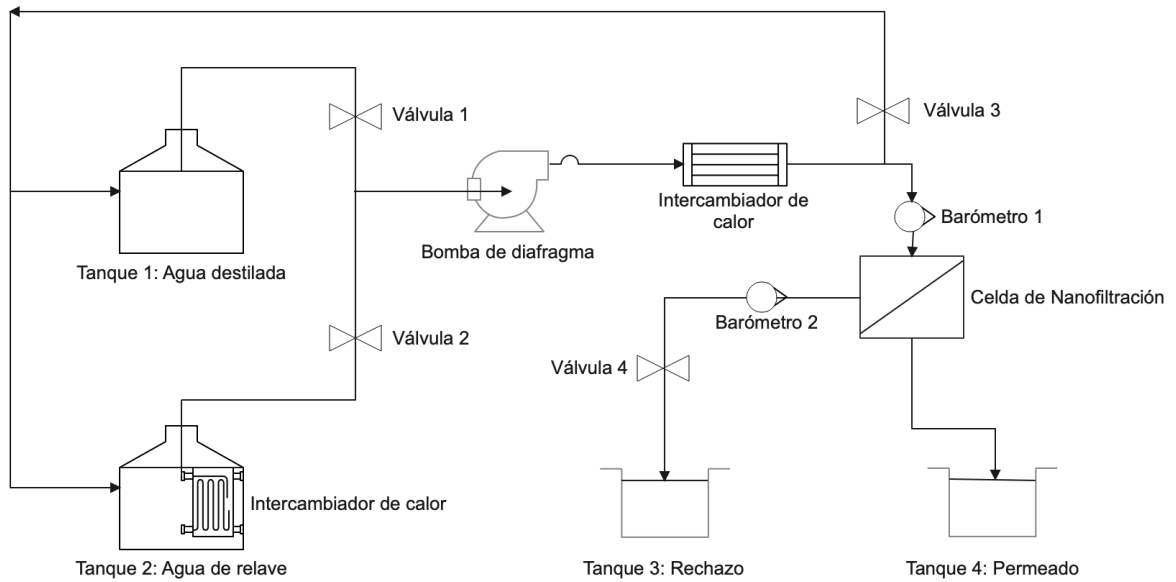 Válvula 1
Válvula 3
Intercambiador de
calor
Barómetro 1
Bomba de diafragma
Tanque 1: Agua destilada
Celda de Nanofiltración
Barómetro 2
Válvula 2
Válvula 4
Intercambiador de calor
Tanque 2: Agua de relave
Tanque 3: Rechazo
Tanque 4: Permeado